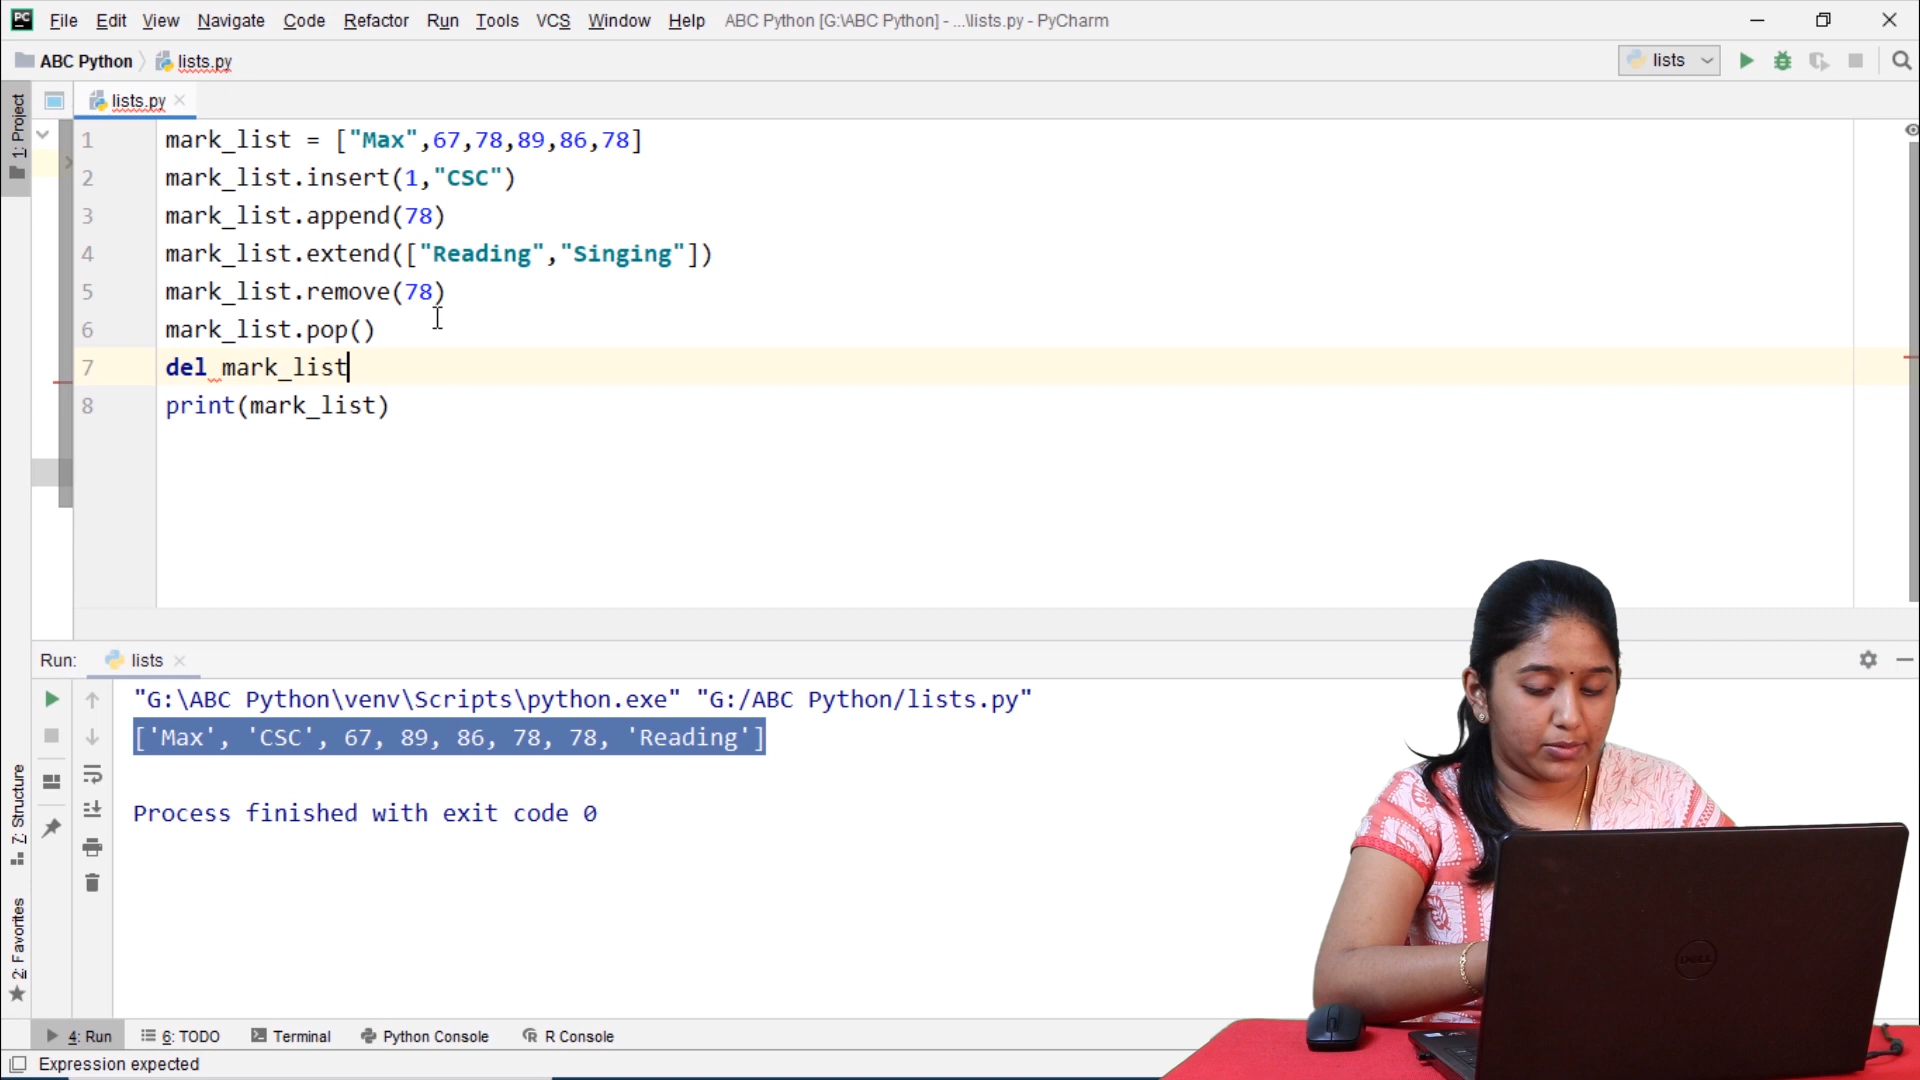 PC File Edit View Navigate Code Refactor Run Tools VCS Window Help ABC Python [G:\ABC Python] - ...\lists.py - PyCharm
ABC Python lists.py lists
1: Project
lists.py
1 mark_list = ["Max",67,78,89,86,78]
2 mark_list.insert(1,"CSC")
3 mark_list.append(78)
4 mark_list.extend(["Reading","Singing"])
5 mark_list.remove(78)
6 mark_list.pop()
7 del mark_list
8 print(mark_list)
Run: lists
"G:\ABC Python\venv\Scripts\python.exe" "G:/ABC Python/lists.py"
['Max', 'CSC', 67, 89, 86, 78, 78, 'Reading']
Process finished with exit code 0
7: Structure
2: Favorites
DELL
4: Run 6: TODO Terminal Python Console R Console
Expression expected